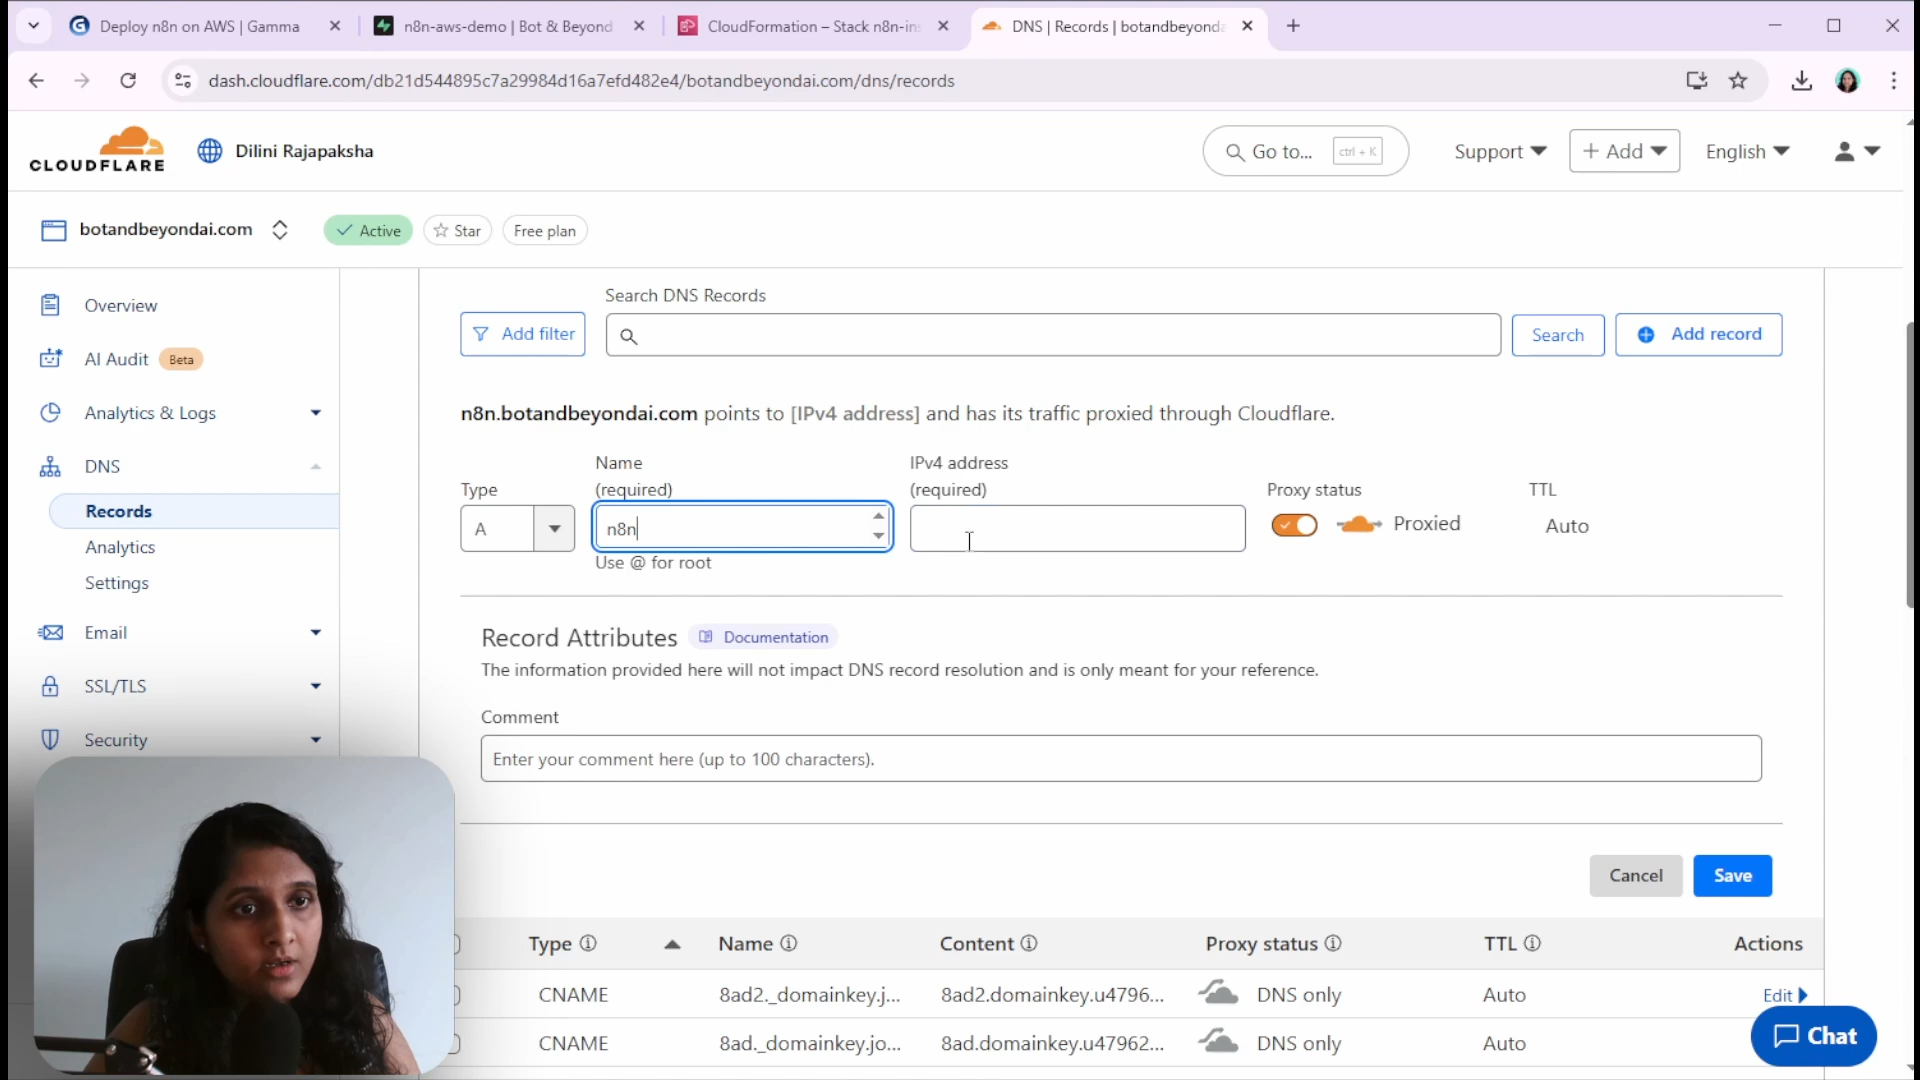 Deploy n8n on AWS | Gamma
n8n-aws-demo | Bot & Beyond
CloudFormation – Stack n8n-in
DNS | Records | botandbeyonda
dash.cloudflare.com/db21d544895c7a29984d16a7efd482e4/botandbeyondai.com/dns/records
CLOUDFLARE
Dilini Rajapaksha
Go to...
ctrl + K
Support
+ Add
English
botandbeyondai.com
Active
Star
Free plan
Overview
AI Audit
Beta
Analytics & Logs
DNS
Records
Analytics
Settings
Email
SSL/TLS
Security
Search DNS Records
Add filter
Search
Add record
n8n.botandbeyondai.com points to [IPv4 address] and has its traffic proxied through Cloudflare.
Type
Name
(required)
IPv4 address
(required)
Proxy status
TTL
A
n8n
Proxied
Auto
Use @ for root
Record Attributes
Documentation
The information provided here will not impact DNS record resolution and is only meant for your reference.
Comment
Enter your comment here (up to 100 characters).
Cancel
Save
Type
Name
Content
Proxy status
TTL
Actions
CNAME
8ad2._domainkey.j...
8ad2.domainkey.u4796...
DNS only
Auto
Edit
CNAME
8ad._domainkey.jo...
8ad.domainkey.u47962...
DNS only
Auto
Chat